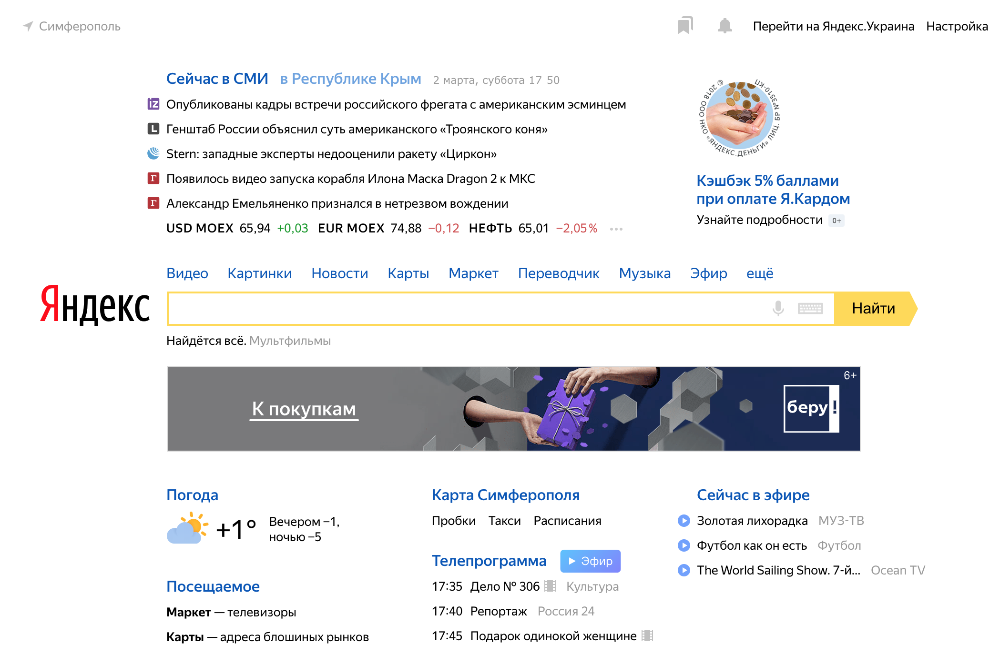 Симферополь
Перейти на Яндекс.Украина Настройка
Сейчас в СМИ в Республике Крым 2 марта, суббота 17 50
iz Опубликованы кадры встречи российского фрегата с американским эсминцем
L Генштаб России объяснил суть американского «Троянского коня»
Stern: западные эксперты недооценили ракету «Циркон»
Г Появилось видео запуска корабля Илона Маска Dragon 2 к МКС
Г Александр Емельяненко признался в нетрезвом вождении
USD MOEX 65,94 +0,03 EUR MOEX 74,88 −0,12 НЕФТЬ 65,01 −2,05% ...
© 2018 ООО НКО «ЯНДЕКС.ДЕНЬГИ» ЛИЦ. БР №3510-КП
Кэшбэк 5% баллами
при оплате Я.Кардом
Узнайте подробности 0+
Видео Картинки Новости Карты Маркет Переводчик Музыка Эфир ещё
Яндекс
Найти
Найдётся всё. Мультфильмы
К покупкам
6+
беру!
Погода
+1° Вечером −1,
ночью −5
Посещаемое
Маркет — телевизоры
Карты — адреса блошиных рынков
Карта Симферополя
Пробки Такси Расписания
Телепрограмма Эфир
17:35 Дело № 306 Культура
17:40 Репортаж Россия 24
17:45 Подарок одинокой женщине
Сейчас в эфире
Золотая лихорадка МУЗ-ТВ
Футбол как он есть Футбол
The World Sailing Show. 7-й... Ocean TV